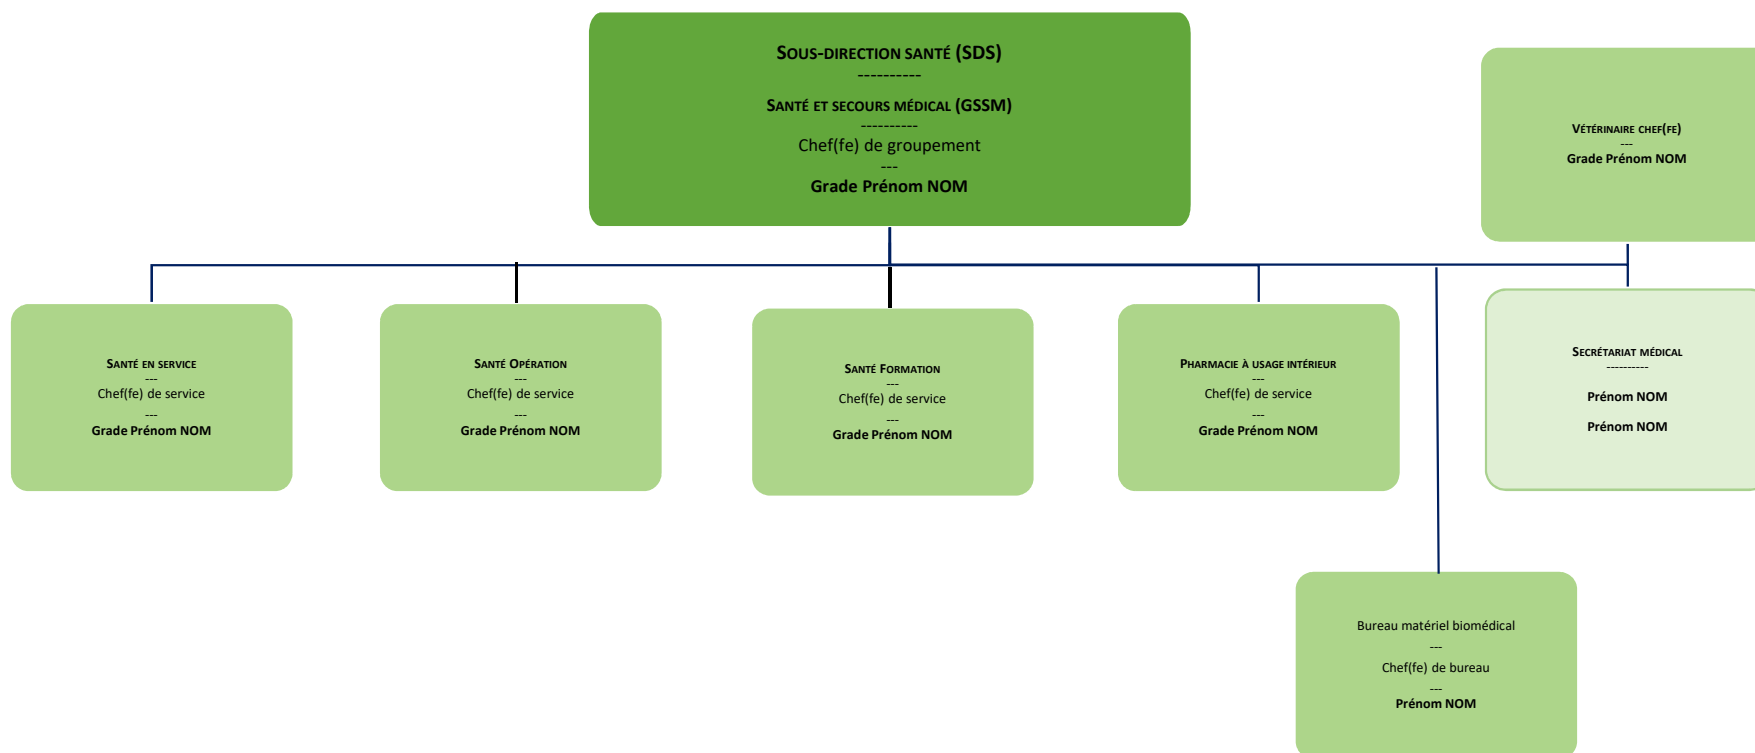 SOUS-DIRECTION SANTÉ (SDS)
----------
SANTÉ ET SECOURS MÉDICAL (GSSM)
----------
Chef(fe) de groupement
---
Grade Prénom NOM
VÉTÉRINAIRE CHEF(FE)
---
Grade Prénom NOM
SANTÉ EN SERVICE
---
Chef(fe) de service
---
Grade Prénom NOM
SANTÉ OPÉRATION
---
Chef(fe) de service
---
Grade Prénom NOM
SANTÉ FORMATION
---
Chef(fe) de service
---
Grade Prénom NOM
PHARMACIE À USAGE INTÉRIEUR
---
Chef(fe) de service
---
Grade Prénom NOM
SECRÉTARIAT MÉDICAL
----------
Prénom NOM
Prénom NOM
Bureau matériel biomédical
---
Chef(fe) de bureau
---
Prénom NOM